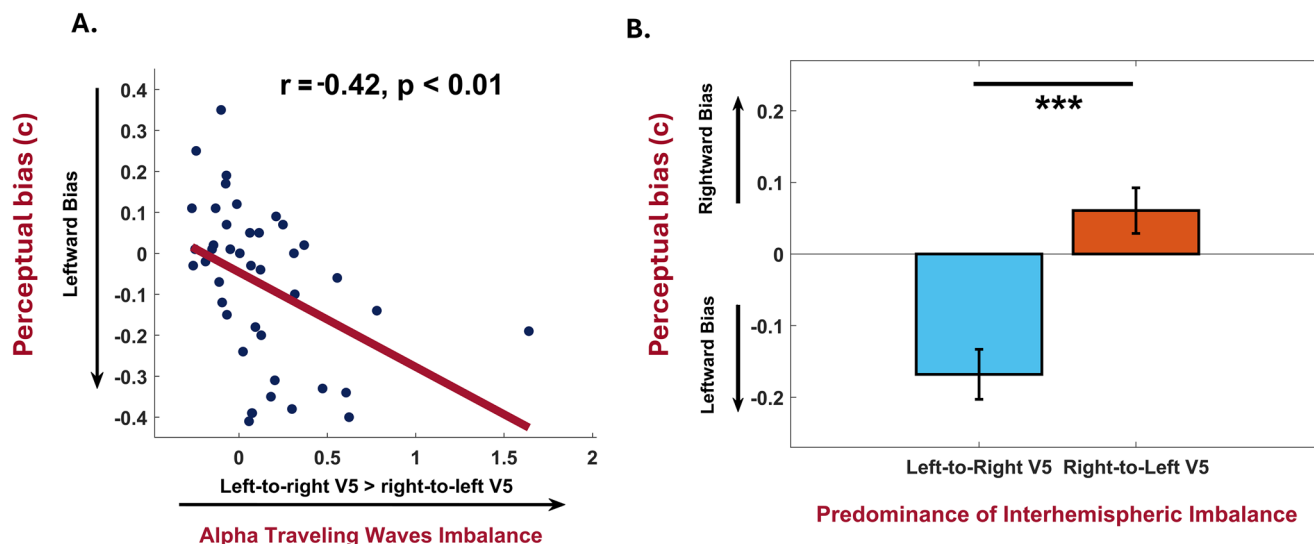 A.
r = -0.42, p < 0.01
Perceptual bias (c)
Leftward Bias
0.4
0.3
0.2
0.1
0
-0.1
-0.2
-0.3
-0.4
0 0.5 1 1.5 2
Left-to-right V5 > right-to-left V5
Alpha Traveling Waves Imbalance
B.
***
Perceptual bias (c)
Rightward Bias
Leftward Bias
0.2
0.1
0
-0.1
-0.2
Left-to-Right V5 Right-to-Left V5
Predominance of Interhemispheric Imbalance